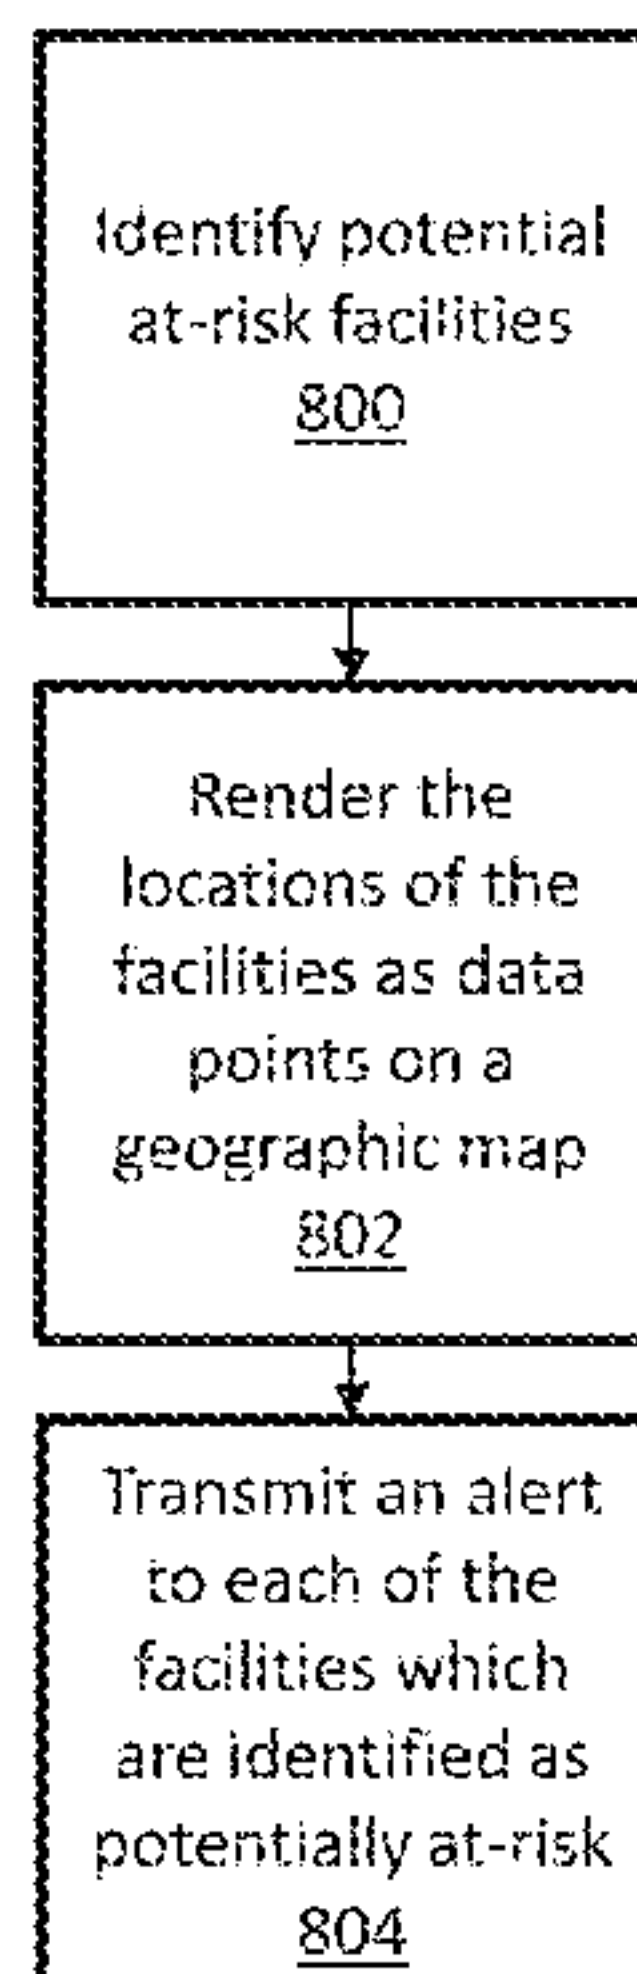 Identify potential
at-risk facilities
800
Render the
locations of the
facilities as data
points on a
geographic map
802
Transmit an alert
to each of the
facilities which
are identified as
potentially at-risk
804